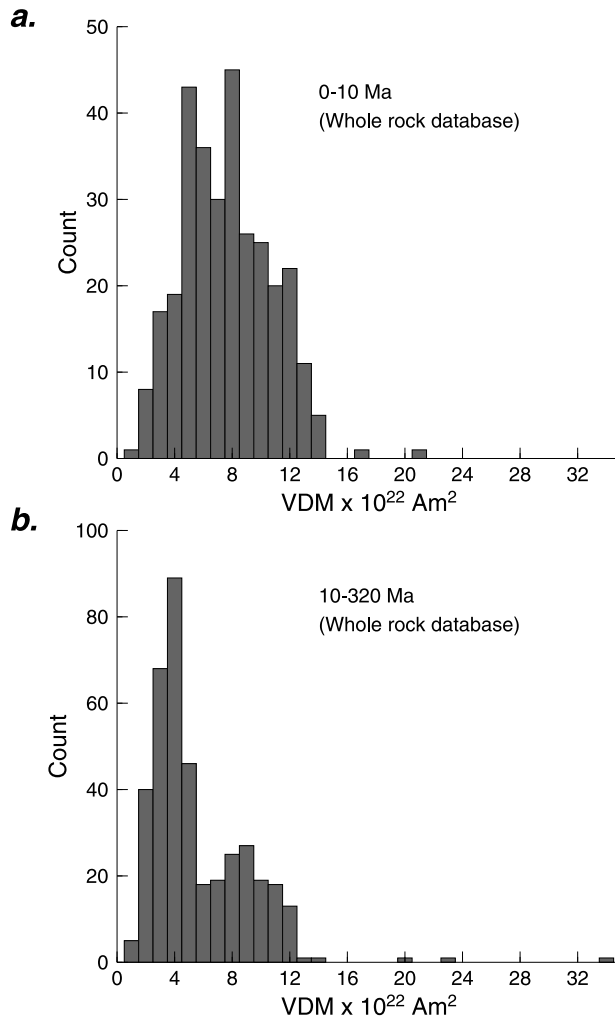 a.
50
40
30
20
10
0
Count
0-10 Ma
(Whole rock database)
0 4 8 12 16 20 24 28 32
VDM x 10²² Am²
b.
100
80
60
40
20
0
Count
10-320 Ma
(Whole rock database)
0 4 8 12 16 20 24 28 32
VDM x 10²² Am²